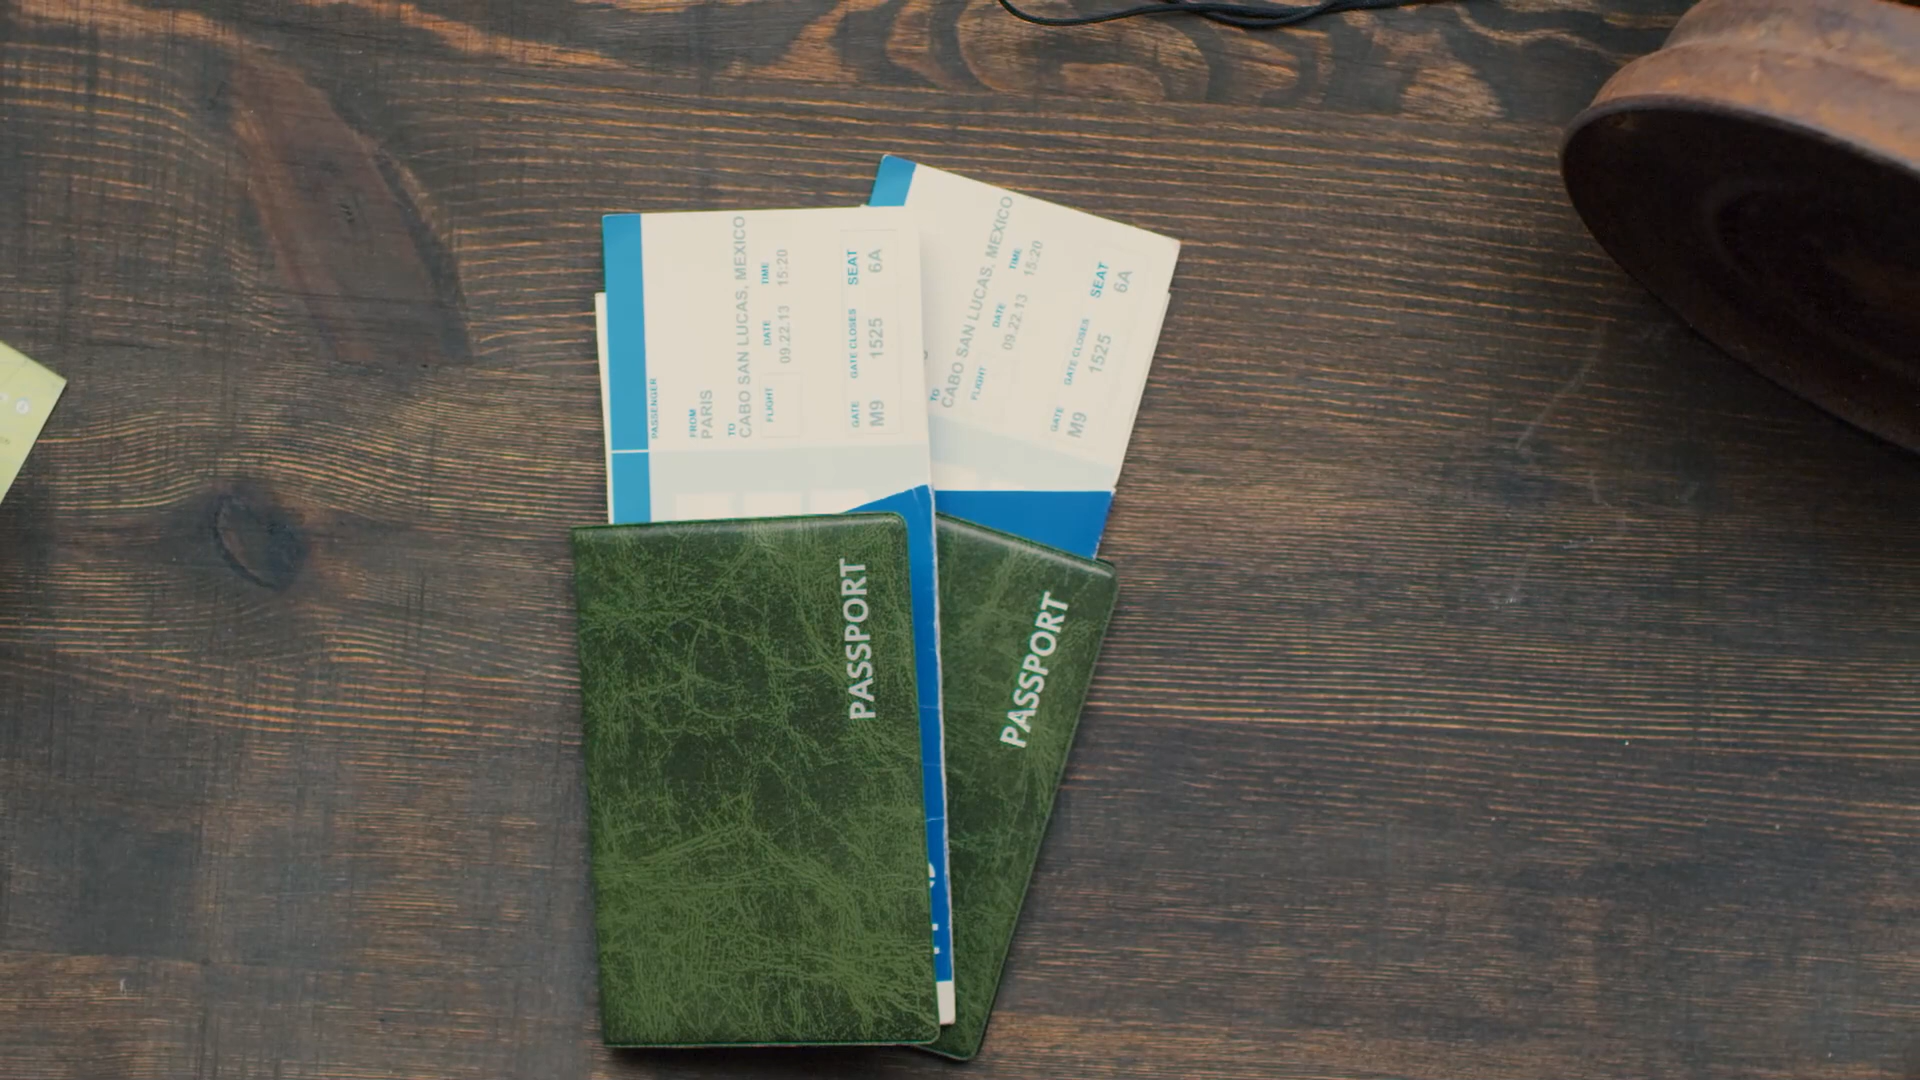 PASSENGER
FROM
PARIS
TO
CABO SAN LUCAS, MEXICO
FLIGHT DATE TIME
09.22.13 15:20
GATE GATE CLOSES SEAT
M9 1525 6A
TO
CABO SAN LUCAS, MEXICO
FLIGHT DATE TIME
09.22.13 15:20
GATE GATE CLOSES SEAT
M9 1525 6A
PASSPORT
PASSPORT